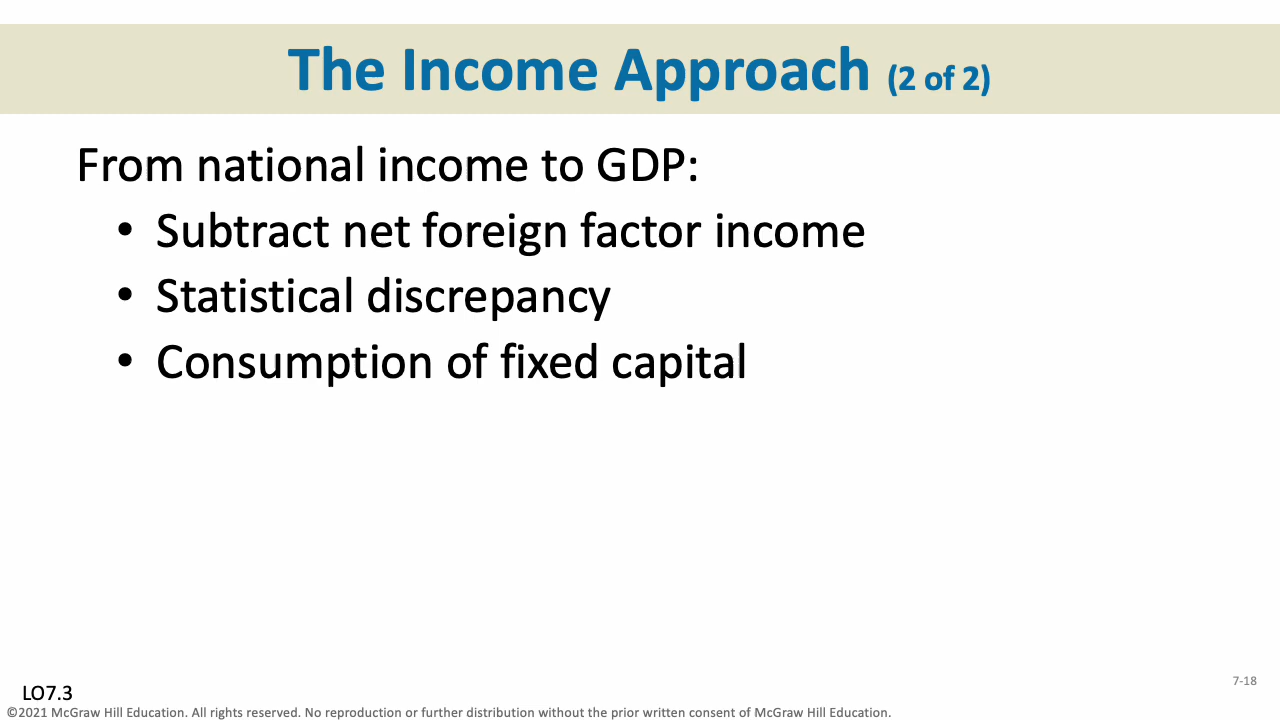 The Income Approach (2 of 2)
From national income to GDP:
• Subtract net foreign factor income
• Statistical discrepancy
• Consumption of fixed capital
LO7.3
7-18
©2021 McGraw Hill Education. All rights reserved. No reproduction or further distribution without the prior written consent of McGraw Hill Education.